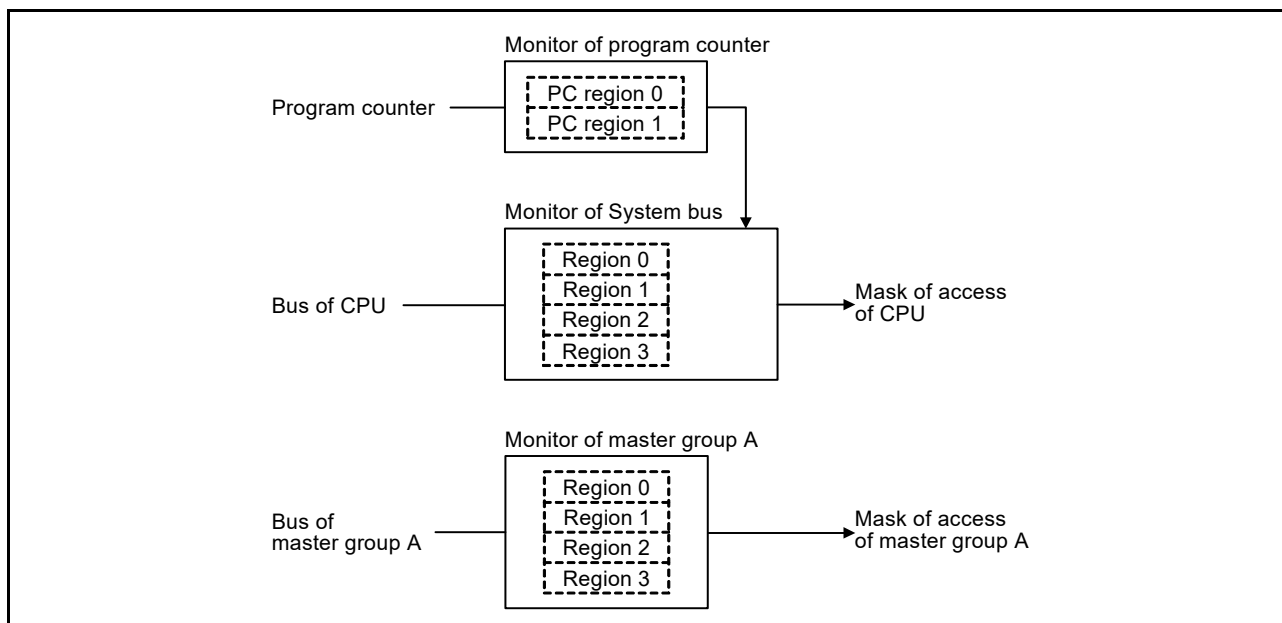 Monitor of program counter
Program counter
PC region 0
PC region 1
Monitor of System bus
Bus of CPU
Region 0
Region 1
Region 2
Region 3
Mask of access
of CPU
Monitor of master group A
Bus of
master group A
Region 0
Region 1
Region 2
Region 3
Mask of access
of master group A